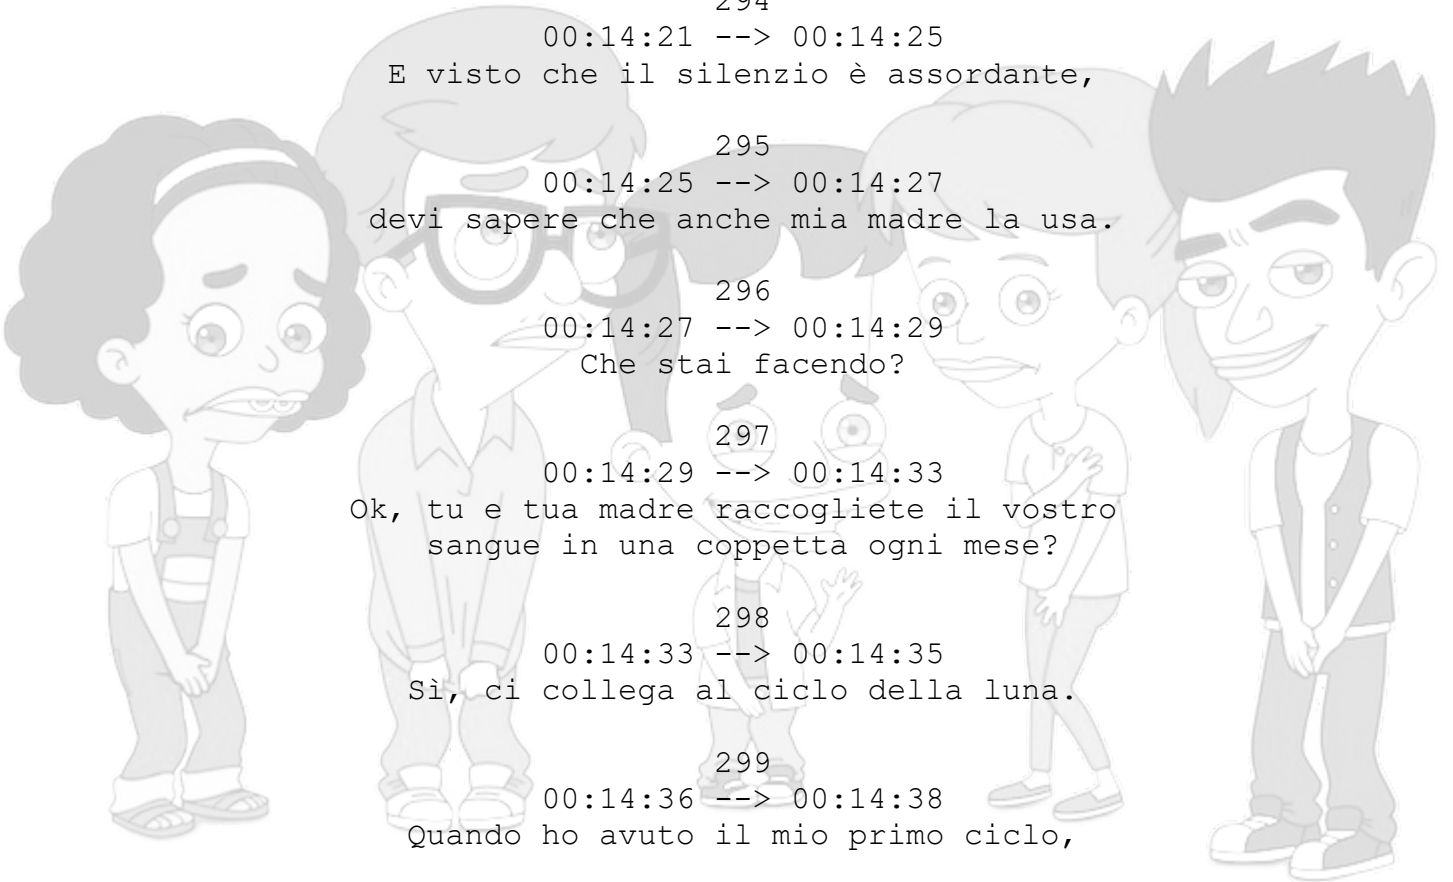 294
00:14:21 --> 00:14:25
E visto che il silenzio è assordante,
295
00:14:25 --> 00:14:27
devi sapere che anche mia madre la usa.
296
00:14:27 --> 00:14:29
Che stai facendo?
297
00:14:29 --> 00:14:33
Ok, tu e tua madre raccogliete il vostro
sangue in una coppetta ogni mese?
298
00:14:33 --> 00:14:35
Sì, ci collega al ciclo della luna.
299
00:14:36 --> 00:14:38
Quando ho avuto il mio primo ciclo,